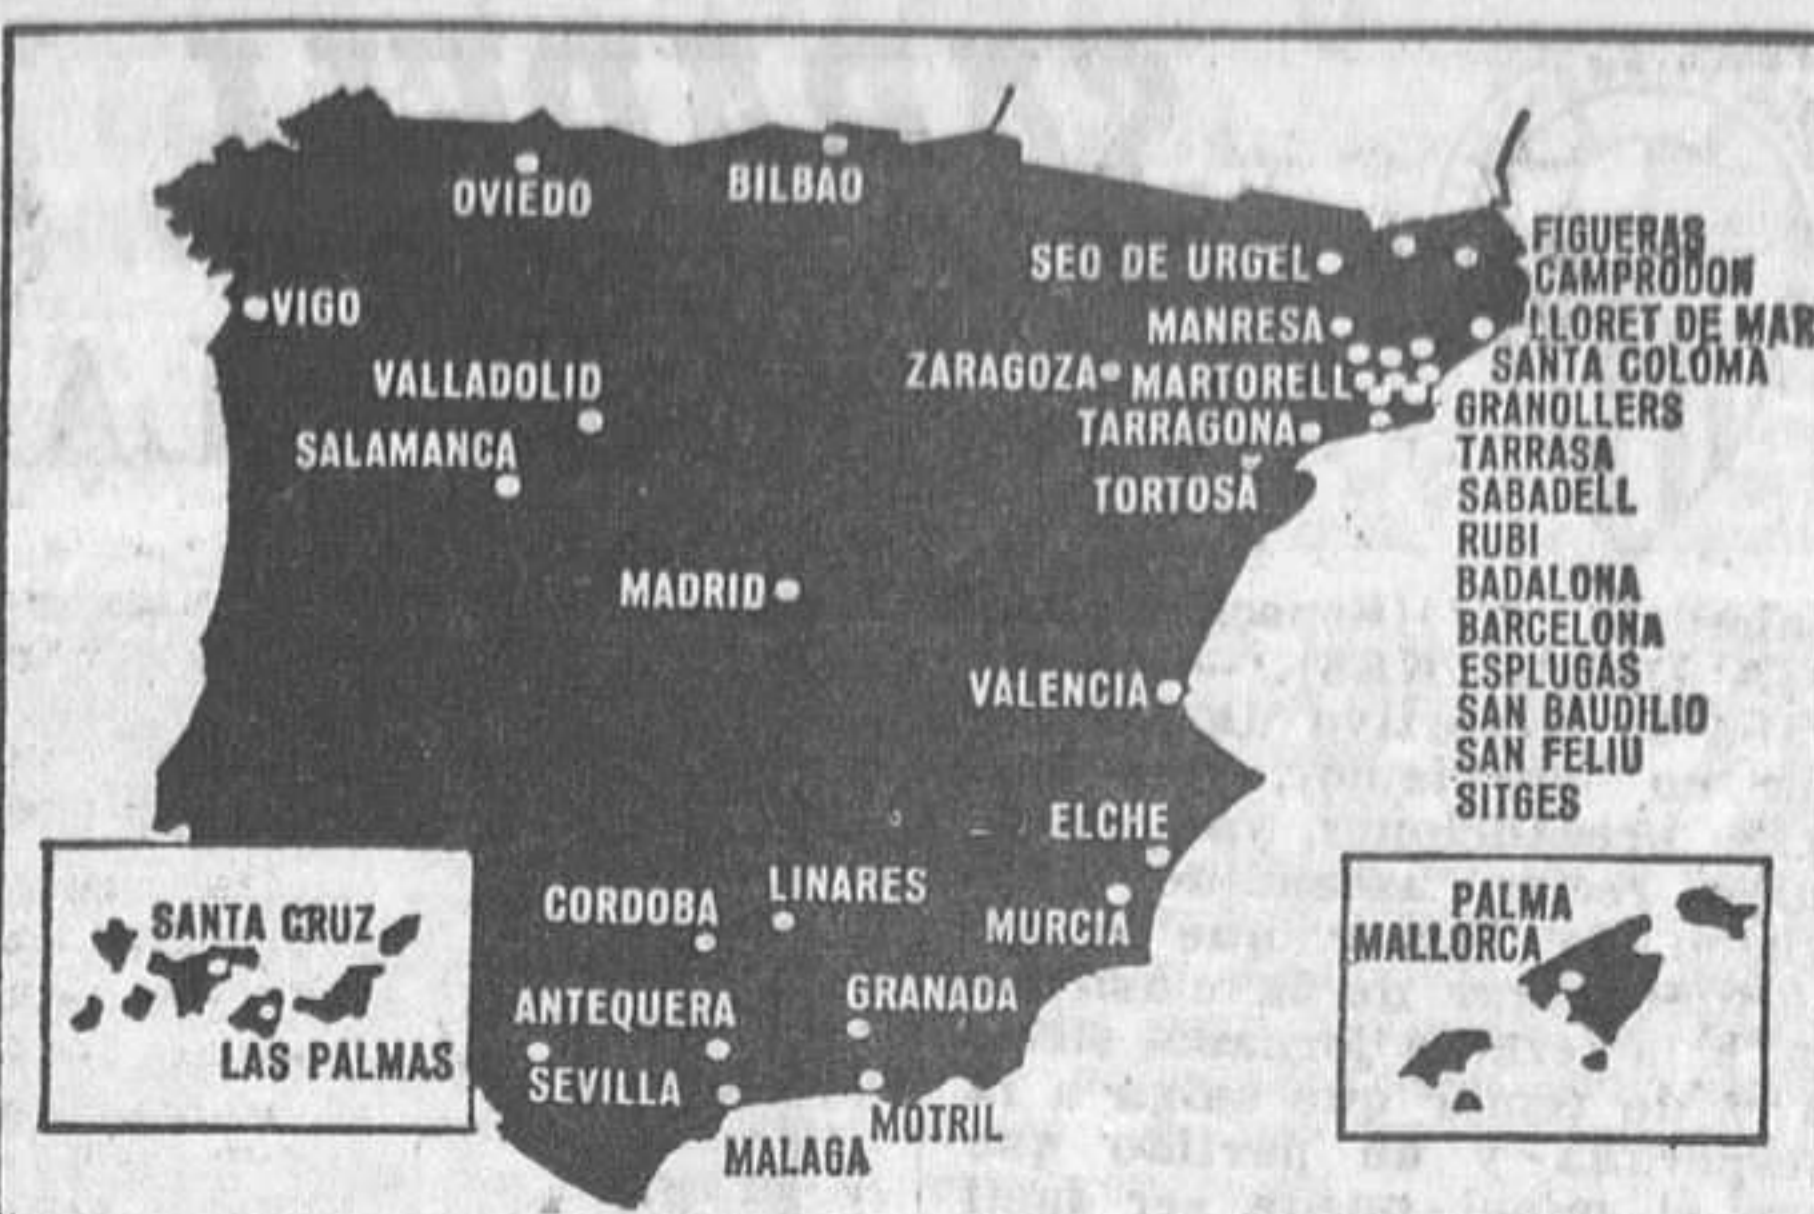 OVIEDO
BILBAO
VIGO
VALLADOLID
SALAMANCA
MADRID
SEO DE URGEL
MANRESA
ZARAGOZA
MARTORELL
TARRAGONA
TORTOSA
FIGUERAS
CAMPRODON
LLORET DE MAR
SANTA COLOMA
GRANOLLERS
TARRASA
SABADELL
RUBI
BADALONA
BARCELONA
ESPLUGAS
SAN BAUDILIO
SAN FELIU
SITGES
VALENCIA
ELCHE
MURCIA
LINARES
CORDOBA
GRANADA
ANTEQUERA
SEVILLA
MALAGA
MOTRIL
SANTA CRUZ
LAS PALMAS
PALMA
MALLORCA